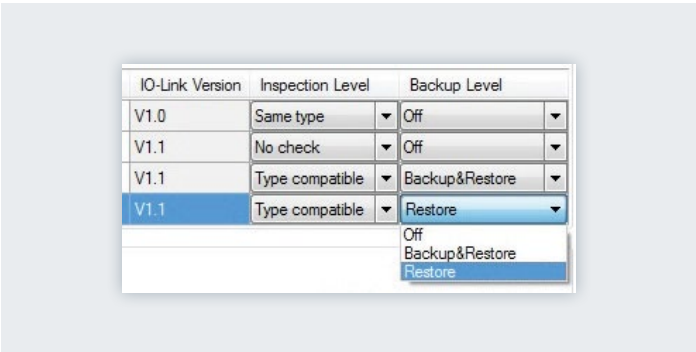 IO-Link Version Inspection Level Backup Level
V1.0 Same type Off
V1.1 No check Off
V1.1 Type compatible Backup&Restore
V1.1 Type compatible Restore
Off
Backup&Restore
Restore